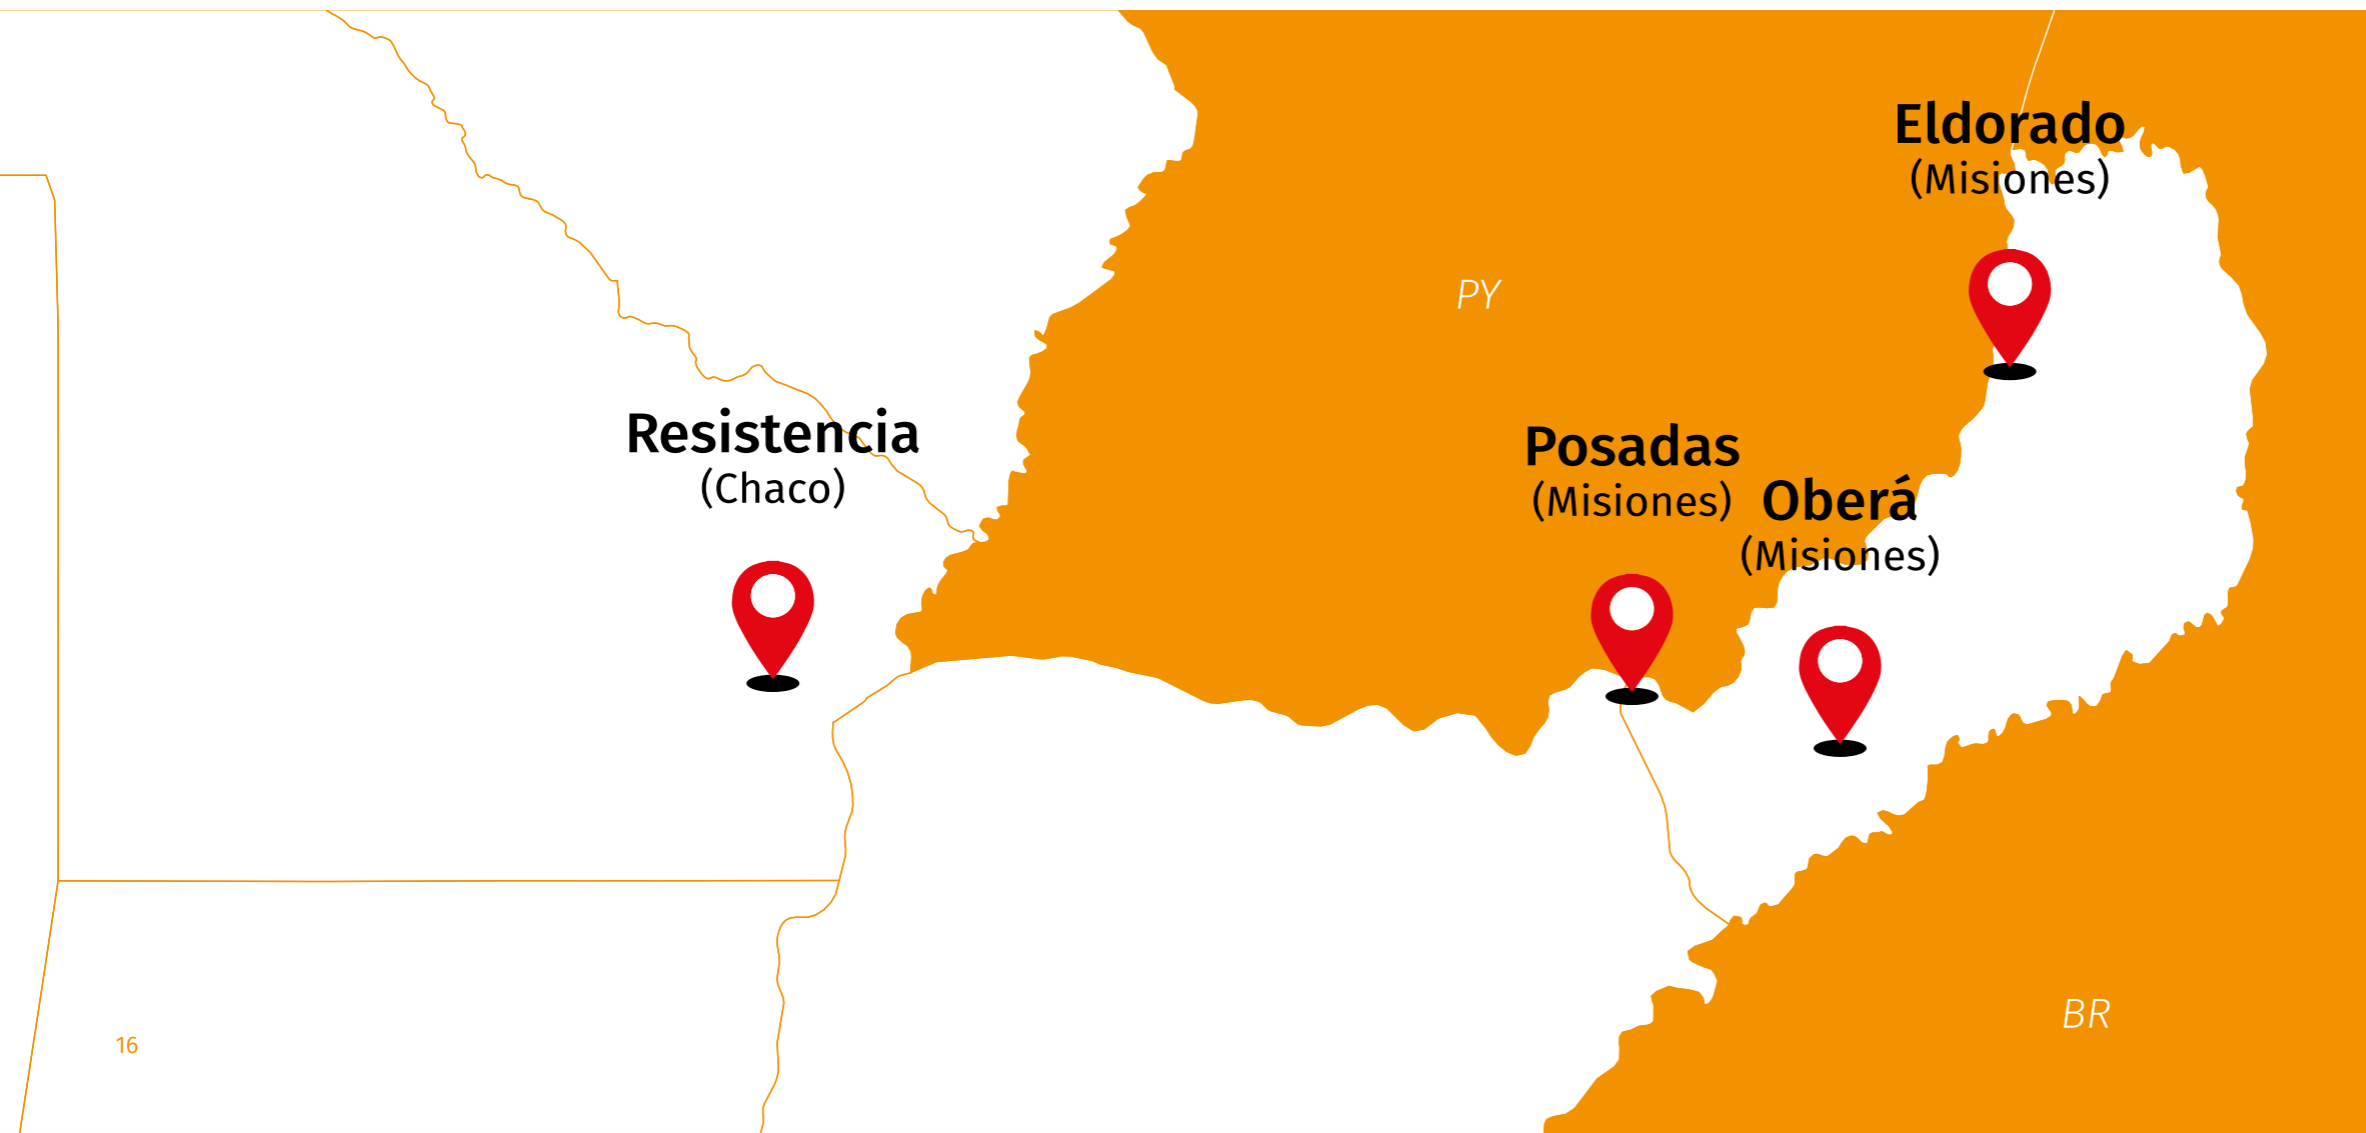 Eldorado
(Misiones)
PY
Resistencia
(Chaco)
Posadas
(Misiones)
Oberá
(Misiones)
BR
16